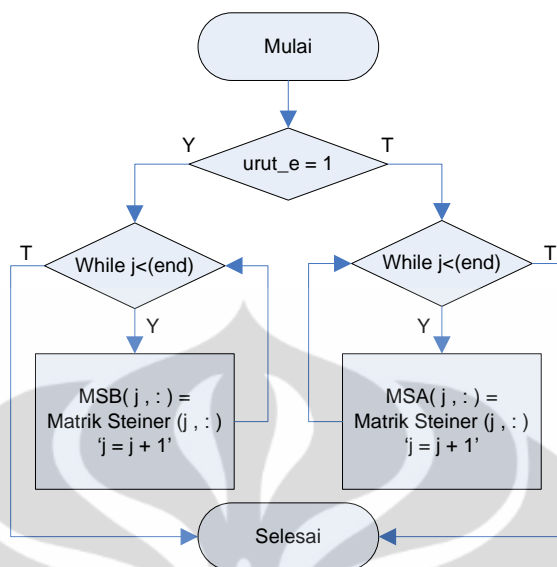 Mulai
Y
T
urut_e = 1
T
While j<(end)
While j<(end)
T
Y
Y
MSB( j , : ) =
Matrik Steiner (j , : )
‘j = j + 1’
MSA( j , : ) =
Matrik Steiner (j , : )
‘j = j + 1’
Selesai